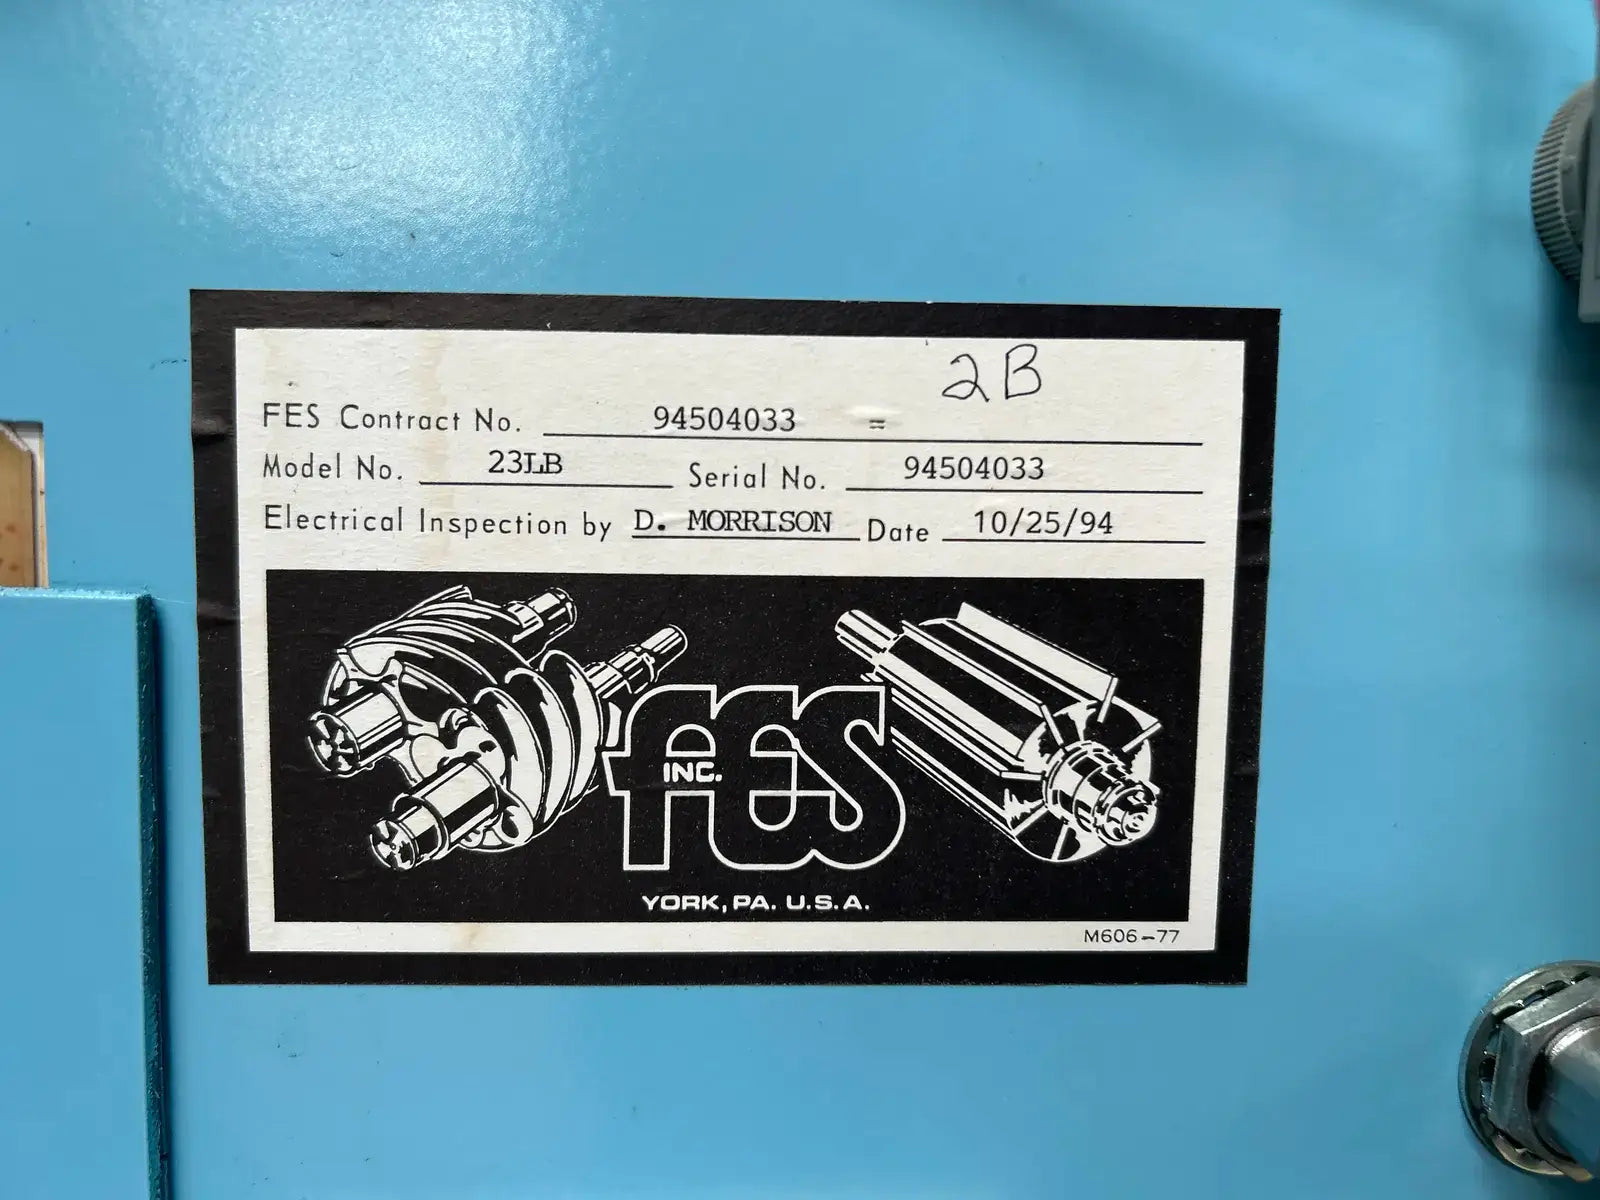 2B
FES Contract No. 94504033 =
Model No. 23LB Serial No. 94504033
Electrical Inspection by D. MORRISON Date 10/25/94
FES
INC.
YORK, PA. U.S.A.
M606-77